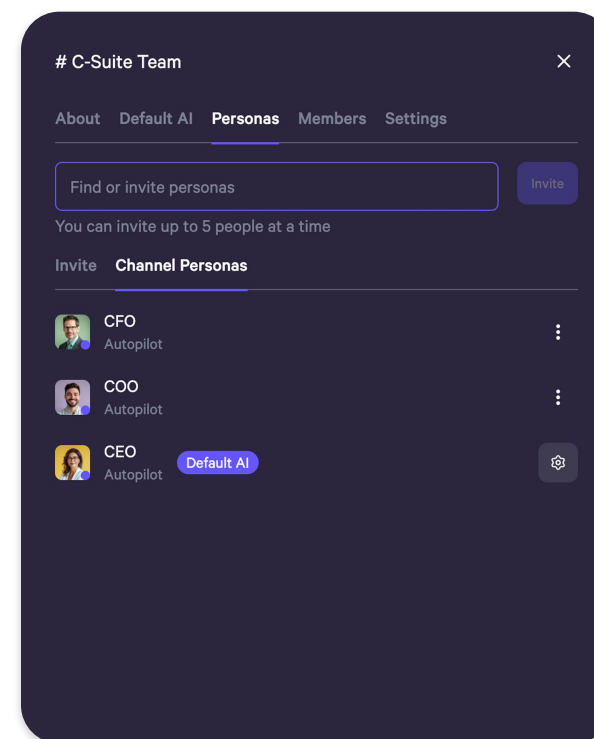 # C-Suite Team
About Default AI Personas Members Settings
Find or invite personas
Invite
You can invite up to 5 people at a time
Invite Channel Personas
CFO
Autopilot
COO
Autopilot
CEO
Autopilot
Default AI